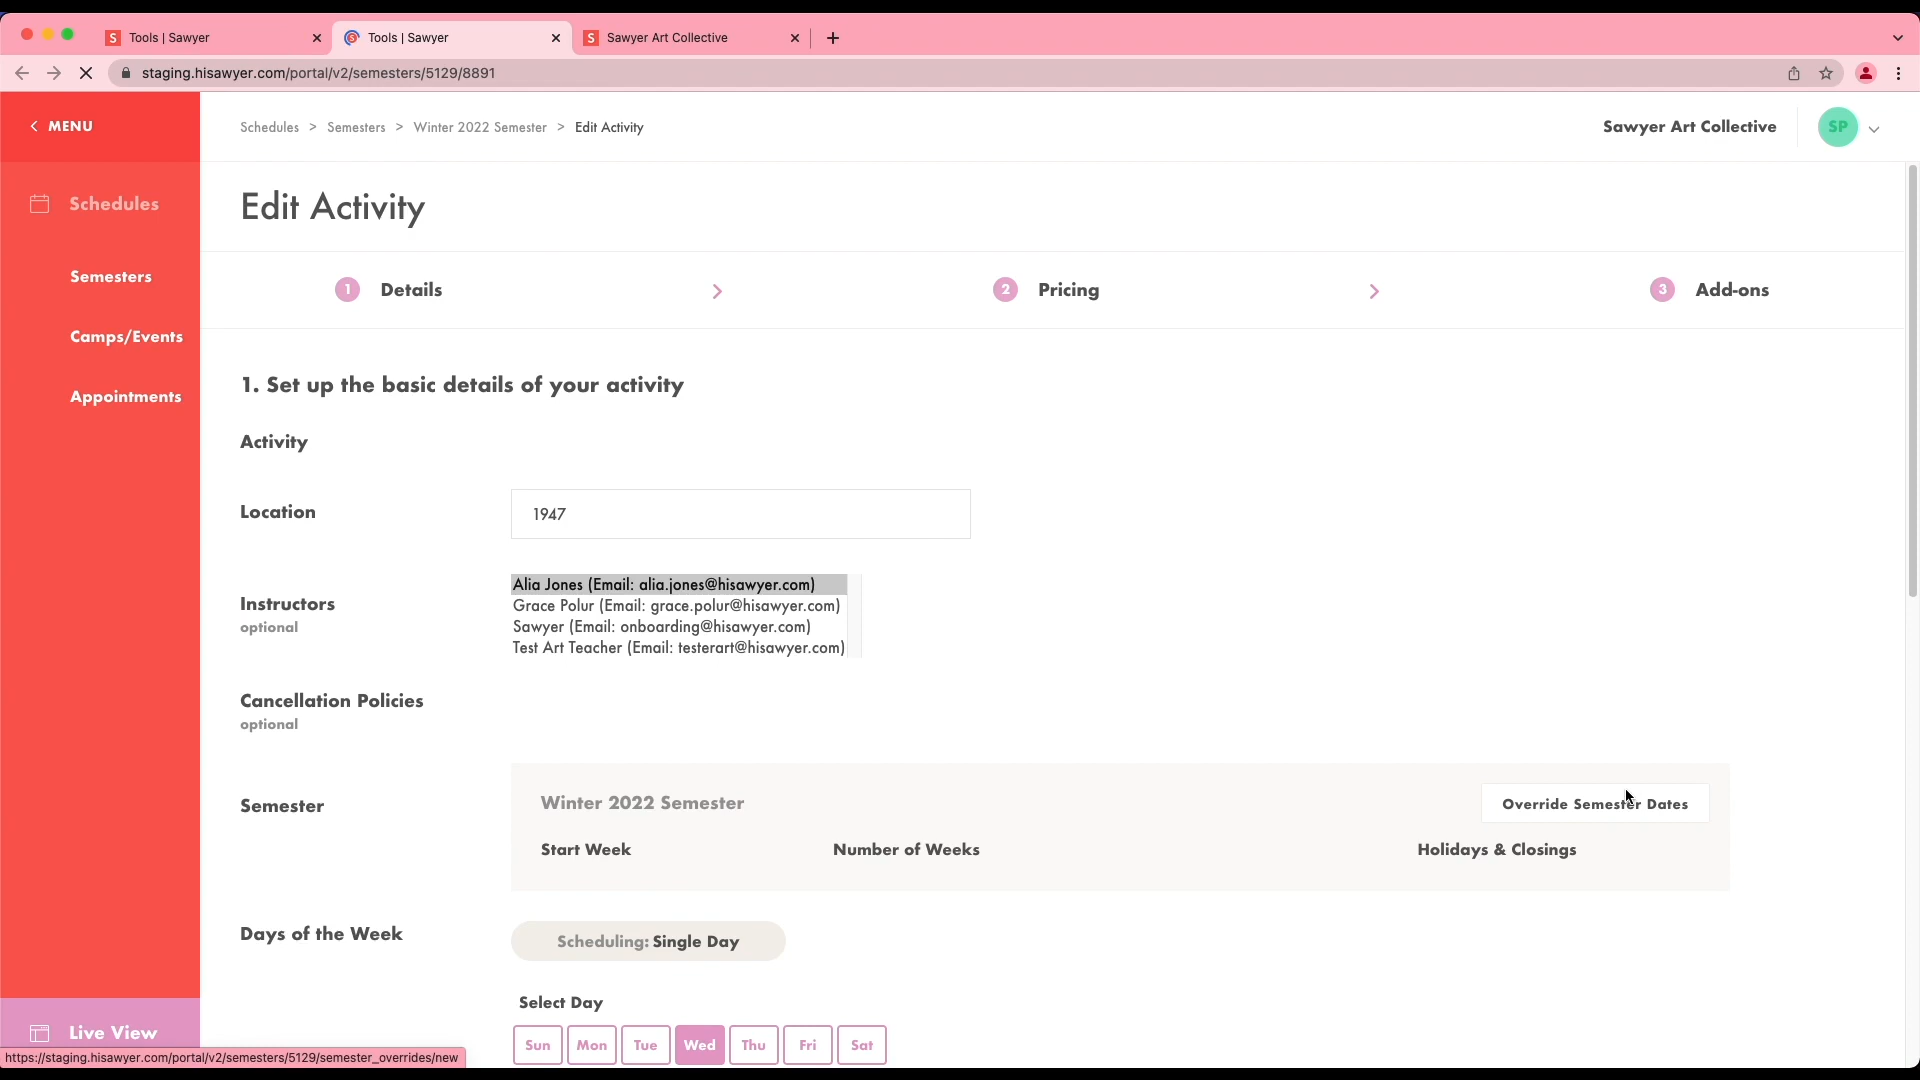 Tools | Sawyer
Tools | Sawyer
Sawyer Art Collective
staging.hisawyer.com/portal/v2/semesters/5129/8891
MENU
Schedules > Semesters > Winter 2022 Semester > Edit Activity
Sawyer Art Collective
SP
Schedules
Semesters
Camps/Events
Appointments
Edit Activity
1 Details
2 Pricing
3 Add-ons
1. Set up the basic details of your activity
Activity
Location
1947
Instructors
optional
Alia Jones (Email: alia.jones@hisawyer.com)
Grace Polur (Email: grace.polur@hisawyer.com)
Sawyer (Email: onboarding@hisawyer.com)
Test Art Teacher (Email: testerart@hisawyer.com)
Cancellation Policies
optional
Semester
Winter 2022 Semester
Override Semester Dates
Start Week
Number of Weeks
Holidays & Closings
Days of the Week
Scheduling: Single Day
Select Day
Sun Mon Tue Wed Thu Fri Sat
Live View
https://staging.hisawyer.com/portal/v2/semesters/5129/semester_overrides/new